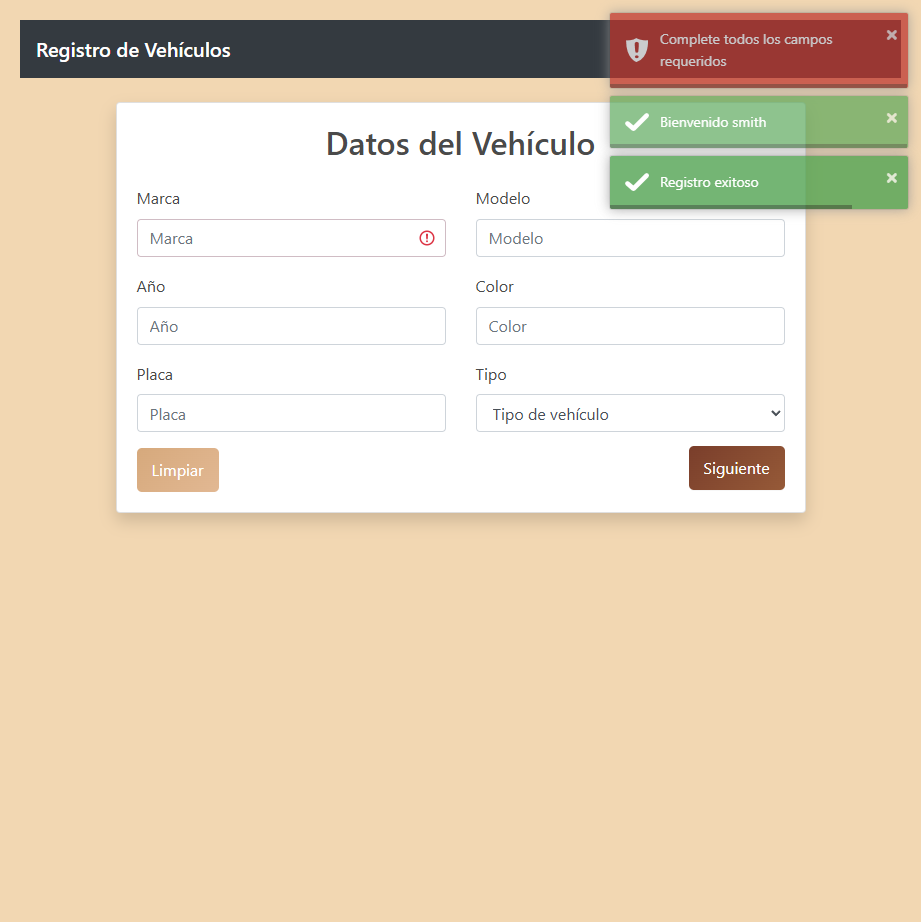 Registro de Vehículos
Complete todos los campos
requeridos
×
Bienvenido smith
×
Registro exitoso
×
Datos del Vehículo
Marca
Modelo
Marca
Modelo
Año
Color
Año
Color
Placa
Tipo
Placa
Tipo de vehículo
Limpiar
Siguiente